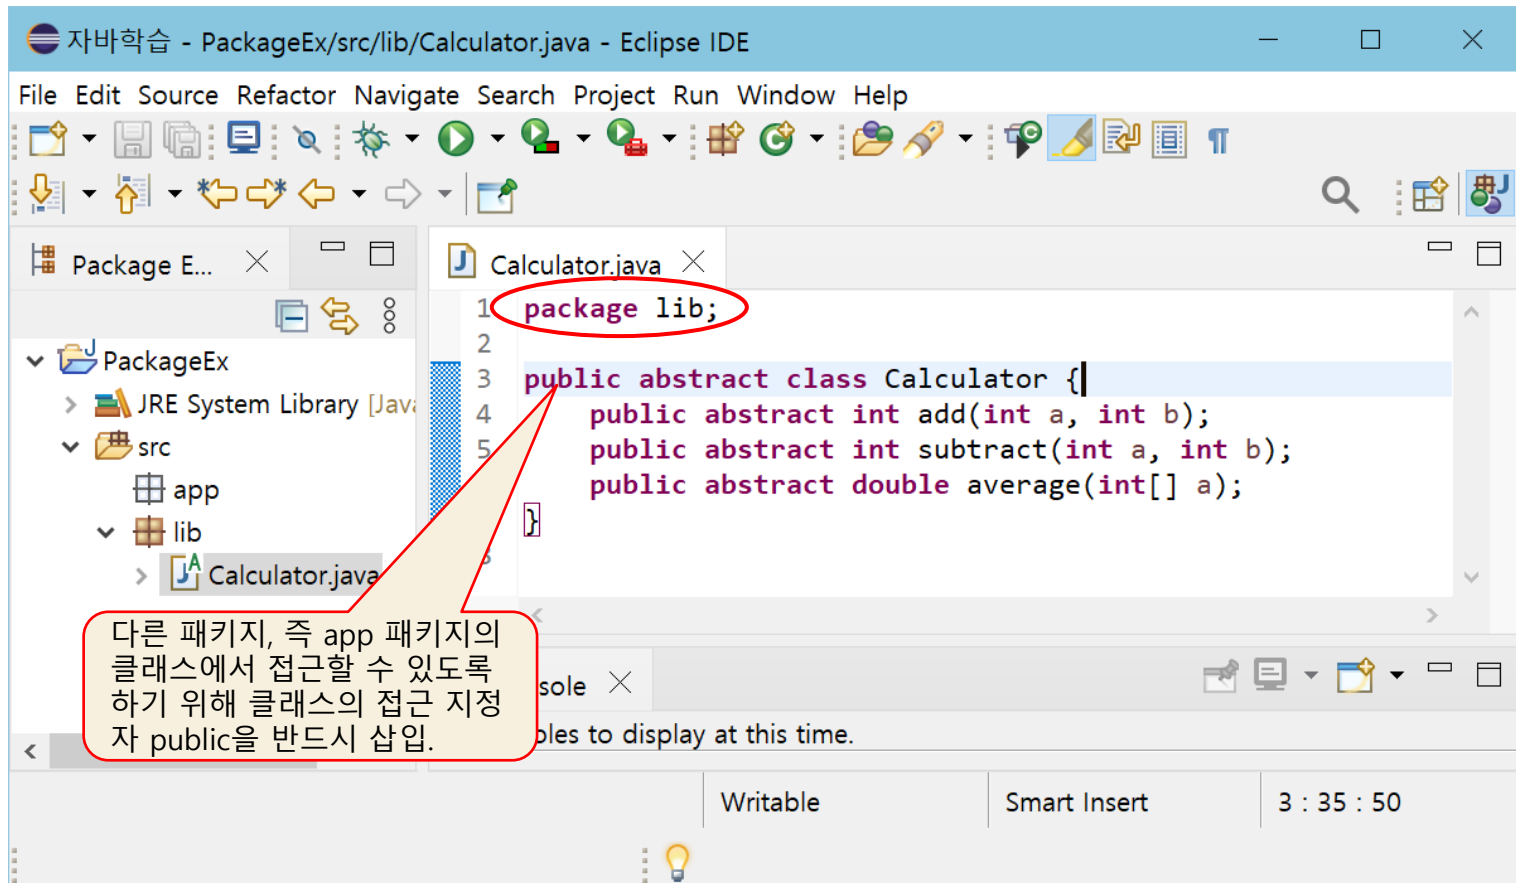 자바학습 - PackageEx/src/lib/Calculator.java - Eclipse IDE
File Edit Source Refactor Navigate Search Project Run Window Help
Package E...
Calculator.java
PackageEx
JRE System Library [Java
src
app
lib
Calculator.java
1 package lib;
2
3 public abstract class Calculator {
4 public abstract int add(int a, int b);
5 public abstract int subtract(int a, int b);
public abstract double average(int[] a);
}
다른 패키지, 즉 app 패키지의
클래스에서 접근할 수 있도록
하기 위해 클래스의 접근 지정
자 public을 반드시 삽입.
sole
to display at this time.
Writable Smart Insert 3 : 35 : 50